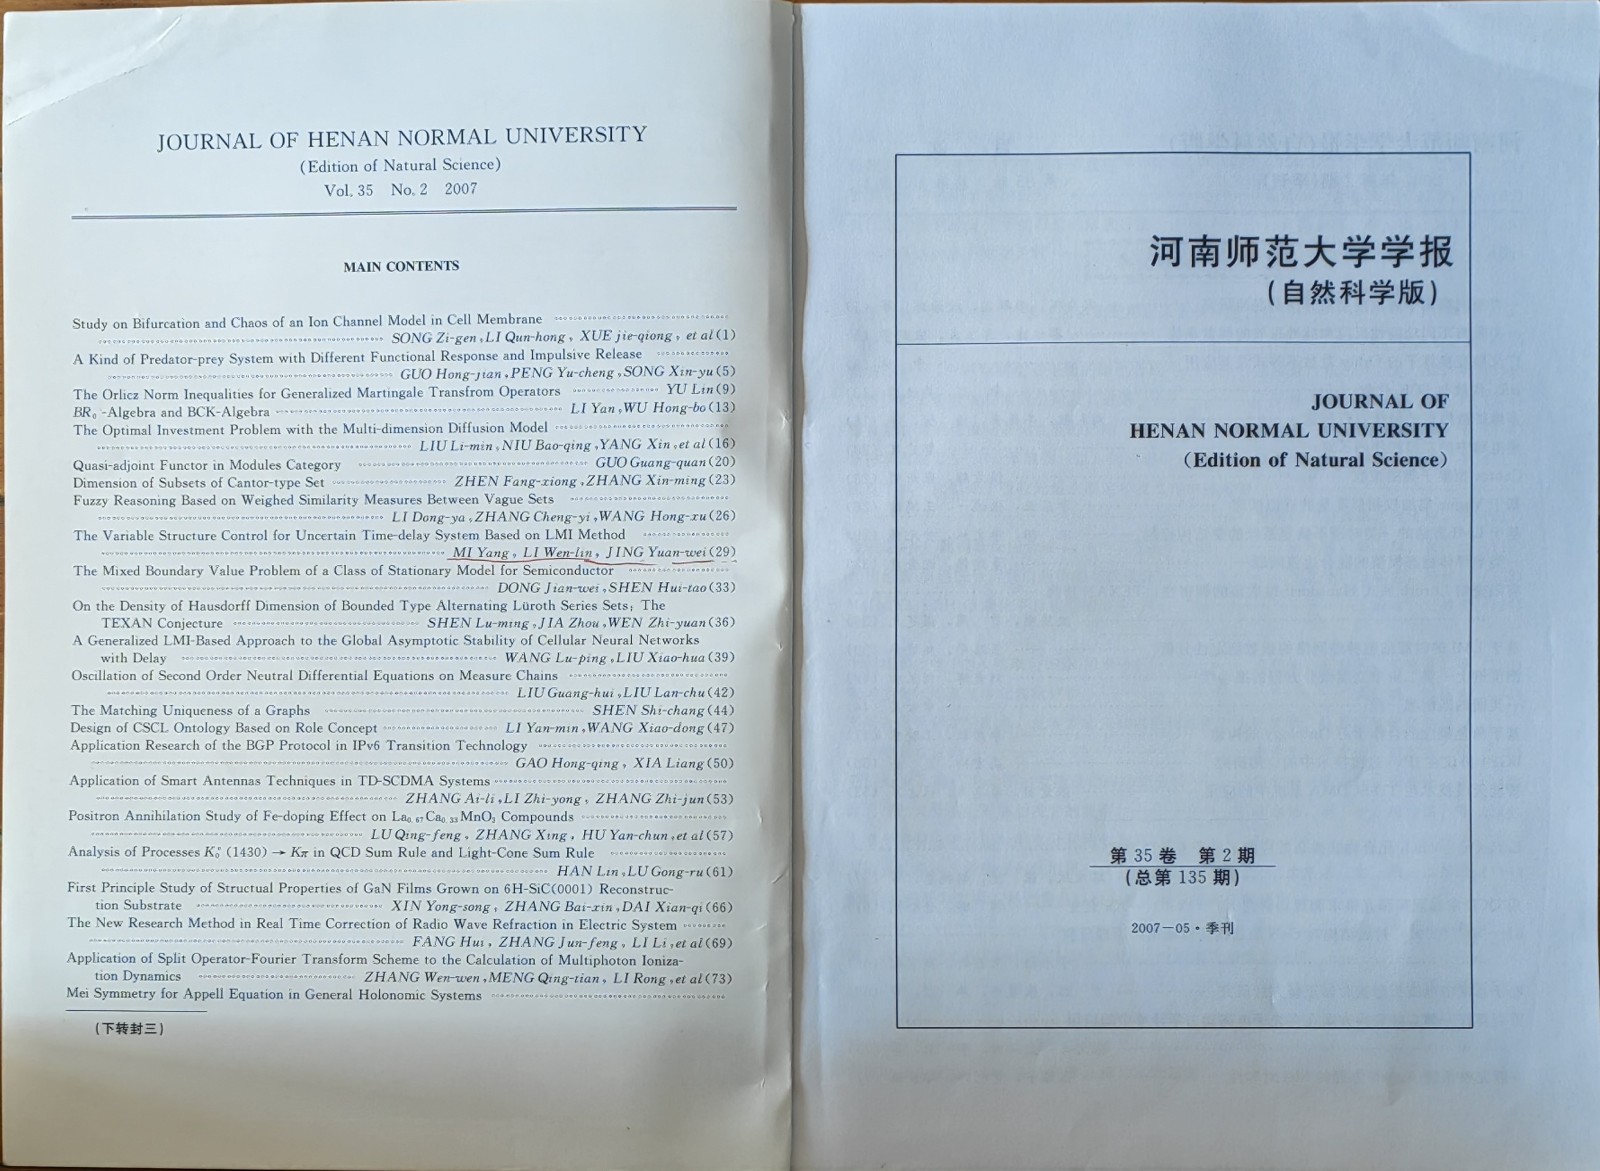 JOURNAL OF HENAN NORMAL UNIVERSITY
(Edition of Natural Science)
Vol. 35 No. 2 2007
MAIN CONTENTS
Study on Bifurcation and Chaos of an Ion Channel Model in Cell Membrane
SONG Zi-gen, LI Qun-hong, XUE jie-qiong, et al(1)
A Kind of Predator-prey System with Different Functional Response and Impulsive Release
GUO Hong-jian, PENG Yu-cheng, SONG Xin-yu(5)
The Orlicz Norm Inequalities for Generalized Martingale Transfrom Operators YU Lin(9)
BR₀-Algebra and BCK-Algebra LI Yan, WU Hong-bo(13)
The Optimal Investment Problem with the Multi-dimension Diffusion Model
LIU Li-min, NIU Bao-qing, YANG Xin, et al(16)
Quasi-adjoint Functor in Modules Category GUO Guang-quan(20)
Dimension of Subsets of Cantor-type Set ZHEN Fang-xiong, ZHANG Xin-ming(23)
Fuzzy Reasoning Based on Weighed Similarity Measures Between Vague Sets
LI Dong-ya, ZHANG Cheng-yi, WANG Hong-xu(26)
The Variable Structure Control for Uncertain Time-delay System Based on LMI Method
MI Yang, LI Wen-lin, JING Yuan-wei(29)
The Mixed Boundary Value Problem of a Class of Stationary Model for Semiconductor
DONG Jian-wei, SHEN Hui-tao(33)
On the Density of Hausdorff Dimension of Bounded Type Alternating Lüroth Series Sets; The
TEXAN Conjecture SHEN Lu-ming, JIA Zhou, WEN Zhi-yuan(36)
A Generalized LMI-Based Approach to the Global Asymptotic Stability of Cellular Neural Networks
with Delay WANG Lu-ping, LIU Xiao-hua(39)
Oscillation of Second Order Neutral Differential Equations on Measure Chains
LIU Guang-hui, LIU Lan-chu(42)
The Matching Uniqueness of a Graphs SHEN Shi-chang(44)
Design of CSCL Ontology Based on Role Concept LI Yan-min, WANG Xiao-dong(47)
Application Research of the BGP Protocol in IPv6 Transition Technology
GAO Hong-qing, XIA Liang(50)
Application of Smart Antennas Techniques in TD-SCDMA Systems
ZHANG Ai-li, LI Zhi-yong, ZHANG Zhi-jun(53)
Positron Annihilation Study of Fe-doping Effect on La₀.₆₇Ca₀.₃₃MnO₃ Compounds
LU Qing-feng, ZHANG Xing, HU Yan-chun, et al(57)
Analysis of Processes K₀*(1430) → Kπ in QCD Sum Rule and Light-Cone Sum Rule
HAN Lin, LU Gong-ru(61)
First Principle Study of Structual Properties of GaN Films Grown on 6H-SiC(0001) Reconstruc-
tion Substrate XIN Yong-song, ZHANG Bai-xin, DAI Xian-qi(66)
The New Research Method in Real Time Correction of Radio Wave Refraction in Electric System
FANG Hui, ZHANG Jun-feng, LI Li, et al(69)
Application of Split Operator-Fourier Transform Scheme to the Calculation of Multiphoton Ioniza-
tion Dynamics ZHANG Wen-wen, MENG Qing-tian, LI Rong, et al(73)
Mei Symmetry for Appell Equation in General Holonomic Systems
(下转封三)
河南师范大学学报
(自然科学版)
JOURNAL OF
HENAN NORMAL UNIVERSITY
(Edition of Natural Science)
第 35 卷 第 2 期
(总第 135 期)
2007-05·季刊